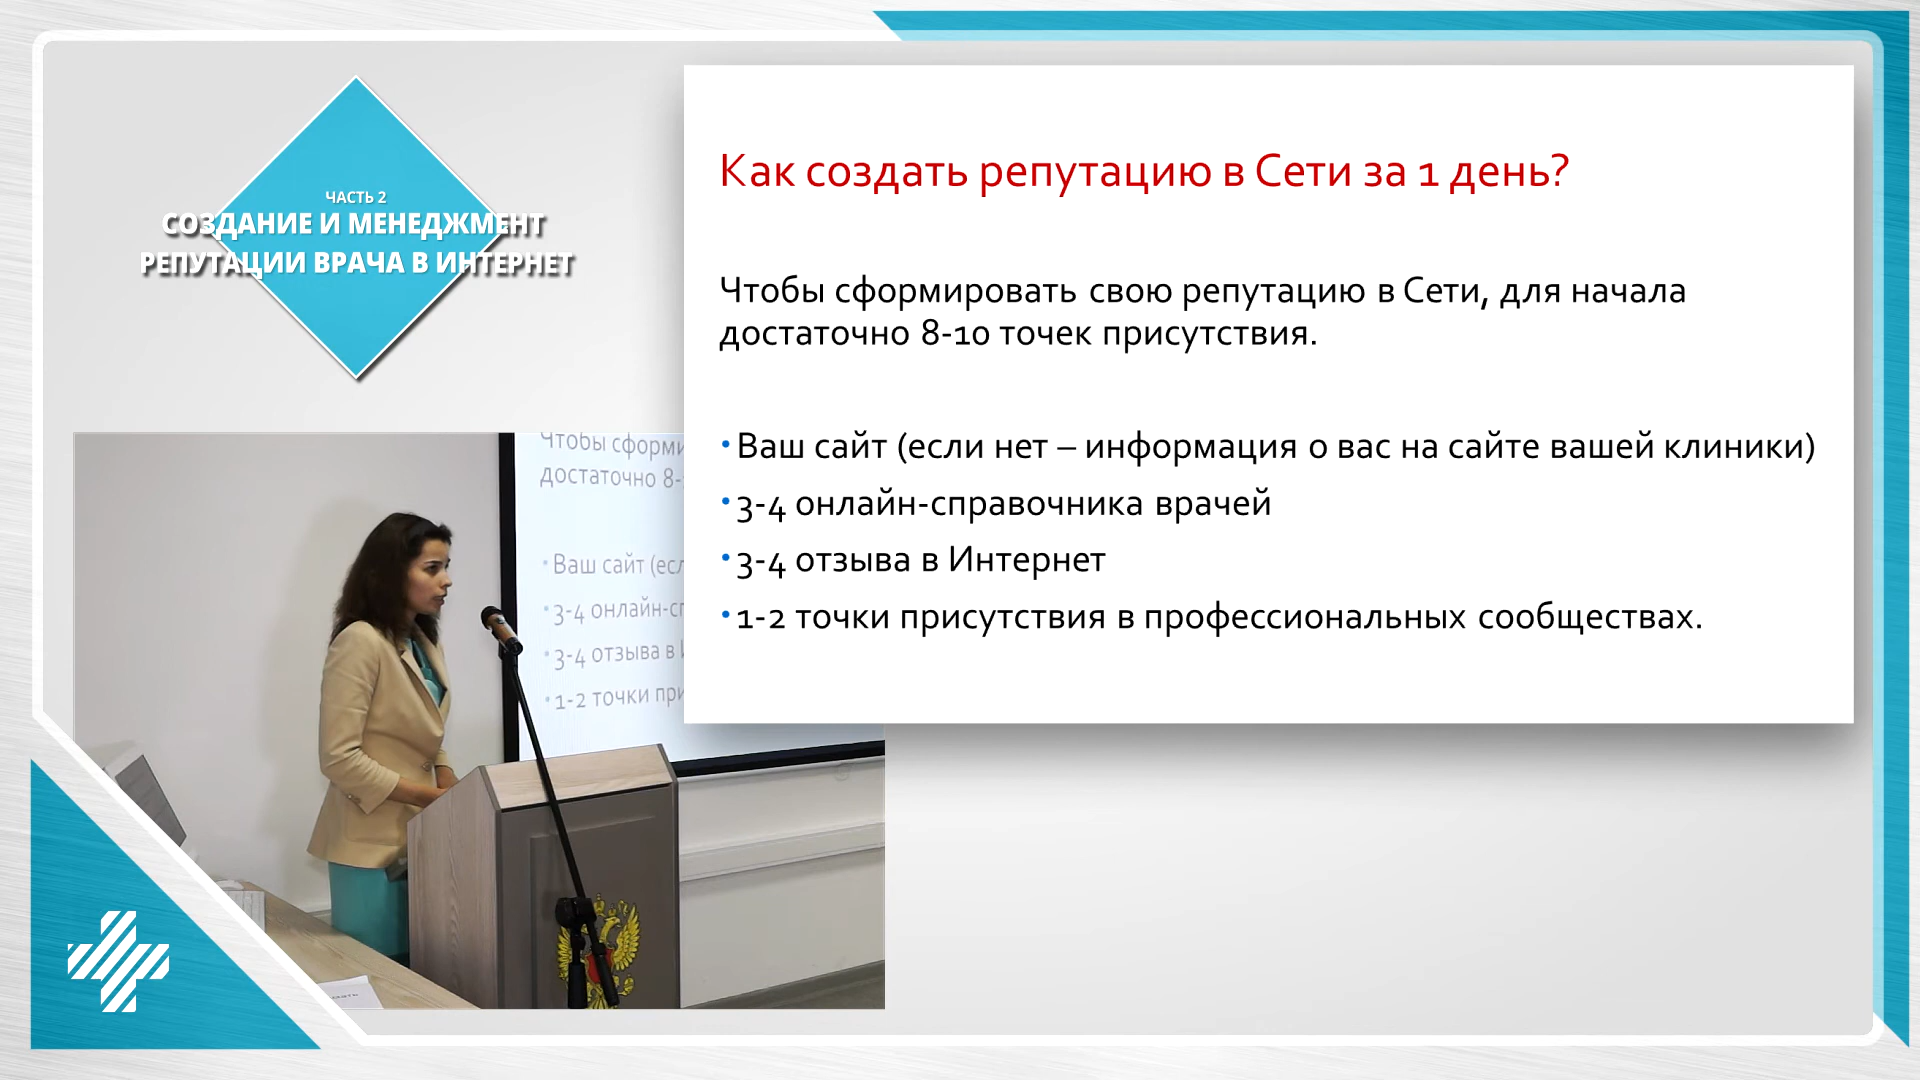 ЧАСТЬ 2
СОЗДАНИЕ И МЕНЕДЖМЕНТ
РЕПУТАЦИИ ВРАЧА В ИНТЕРНЕТ
Как создать репутацию в Сети за 1 день?
Чтобы сформировать свою репутацию в Сети, для начала
достаточно 8-10 точек присутствия.
• Ваш сайт (если нет – информация о вас на сайте вашей клиники)
• 3-4 онлайн-справочника врачей
• 3-4 отзыва в Интернет
• 1-2 точки присутствия в профессиональных сообществах.
Чтобы сформи
достаточно 8-
• Ваш сайт (есл
• 3-4 онлайн-сп
• 3-4 отзыва в
• 1-2 точки при